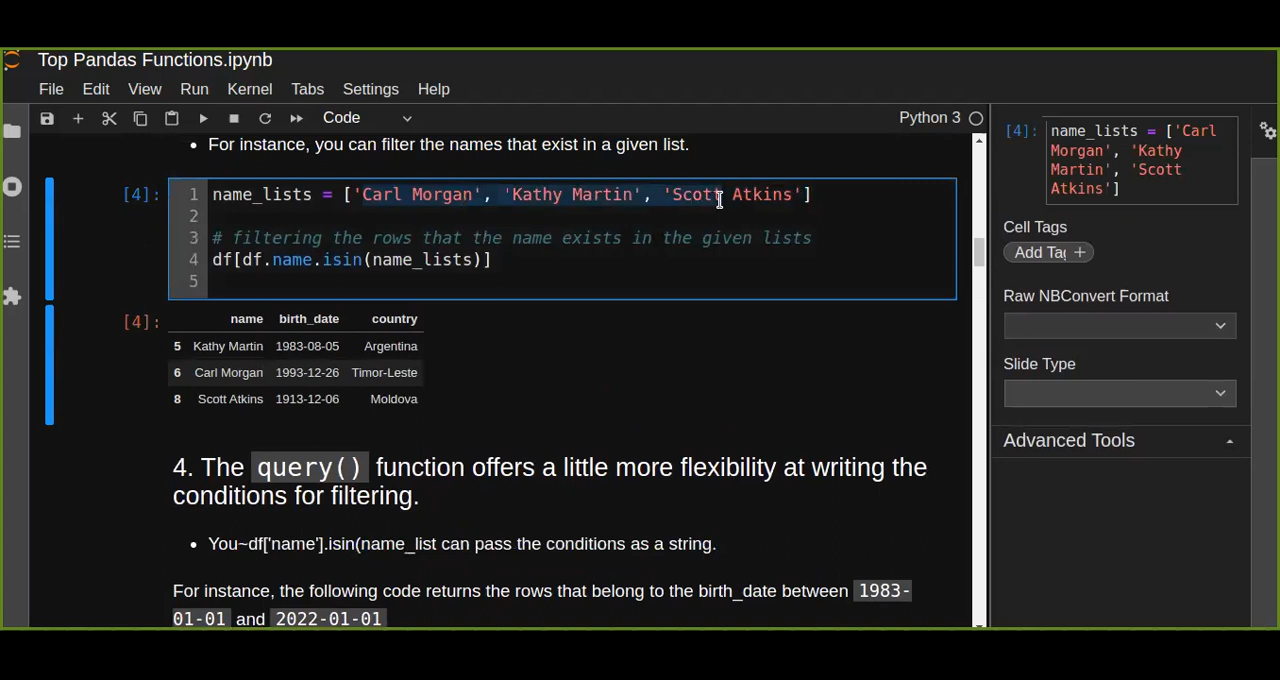 Top Pandas Functions.ipynb
File Edit View Run Kernel Tabs Settings Help
Code Python 3
• For instance, you can filter the names that exist in a given list.
[4]: 1 name_lists = ['Carl Morgan', 'Kathy Martin', 'Scott Atkins']
2
3 # filtering the rows that the name exists in the given lists
4 df[df.name.isin(name_lists)]
5
[4]: name birth_date country
5 Kathy Martin 1983-08-05 Argentina
6 Carl Morgan 1993-12-26 Timor-Leste
8 Scott Atkins 1913-12-06 Moldova
4. The query() function offers a little more flexibility at writing the
conditions for filtering.
• You~df['name'].isin(name_list can pass the conditions as a string.
For instance, the following code returns the rows that belong to the birth_date between 1983-
01-01 and 2022-01-01
[4]: name_lists = ['Carl
Morgan', 'Kathy
Martin', 'Scott
Atkins']
Cell Tags
Add Tag +
Raw NBConvert Format
Slide Type
Advanced Tools